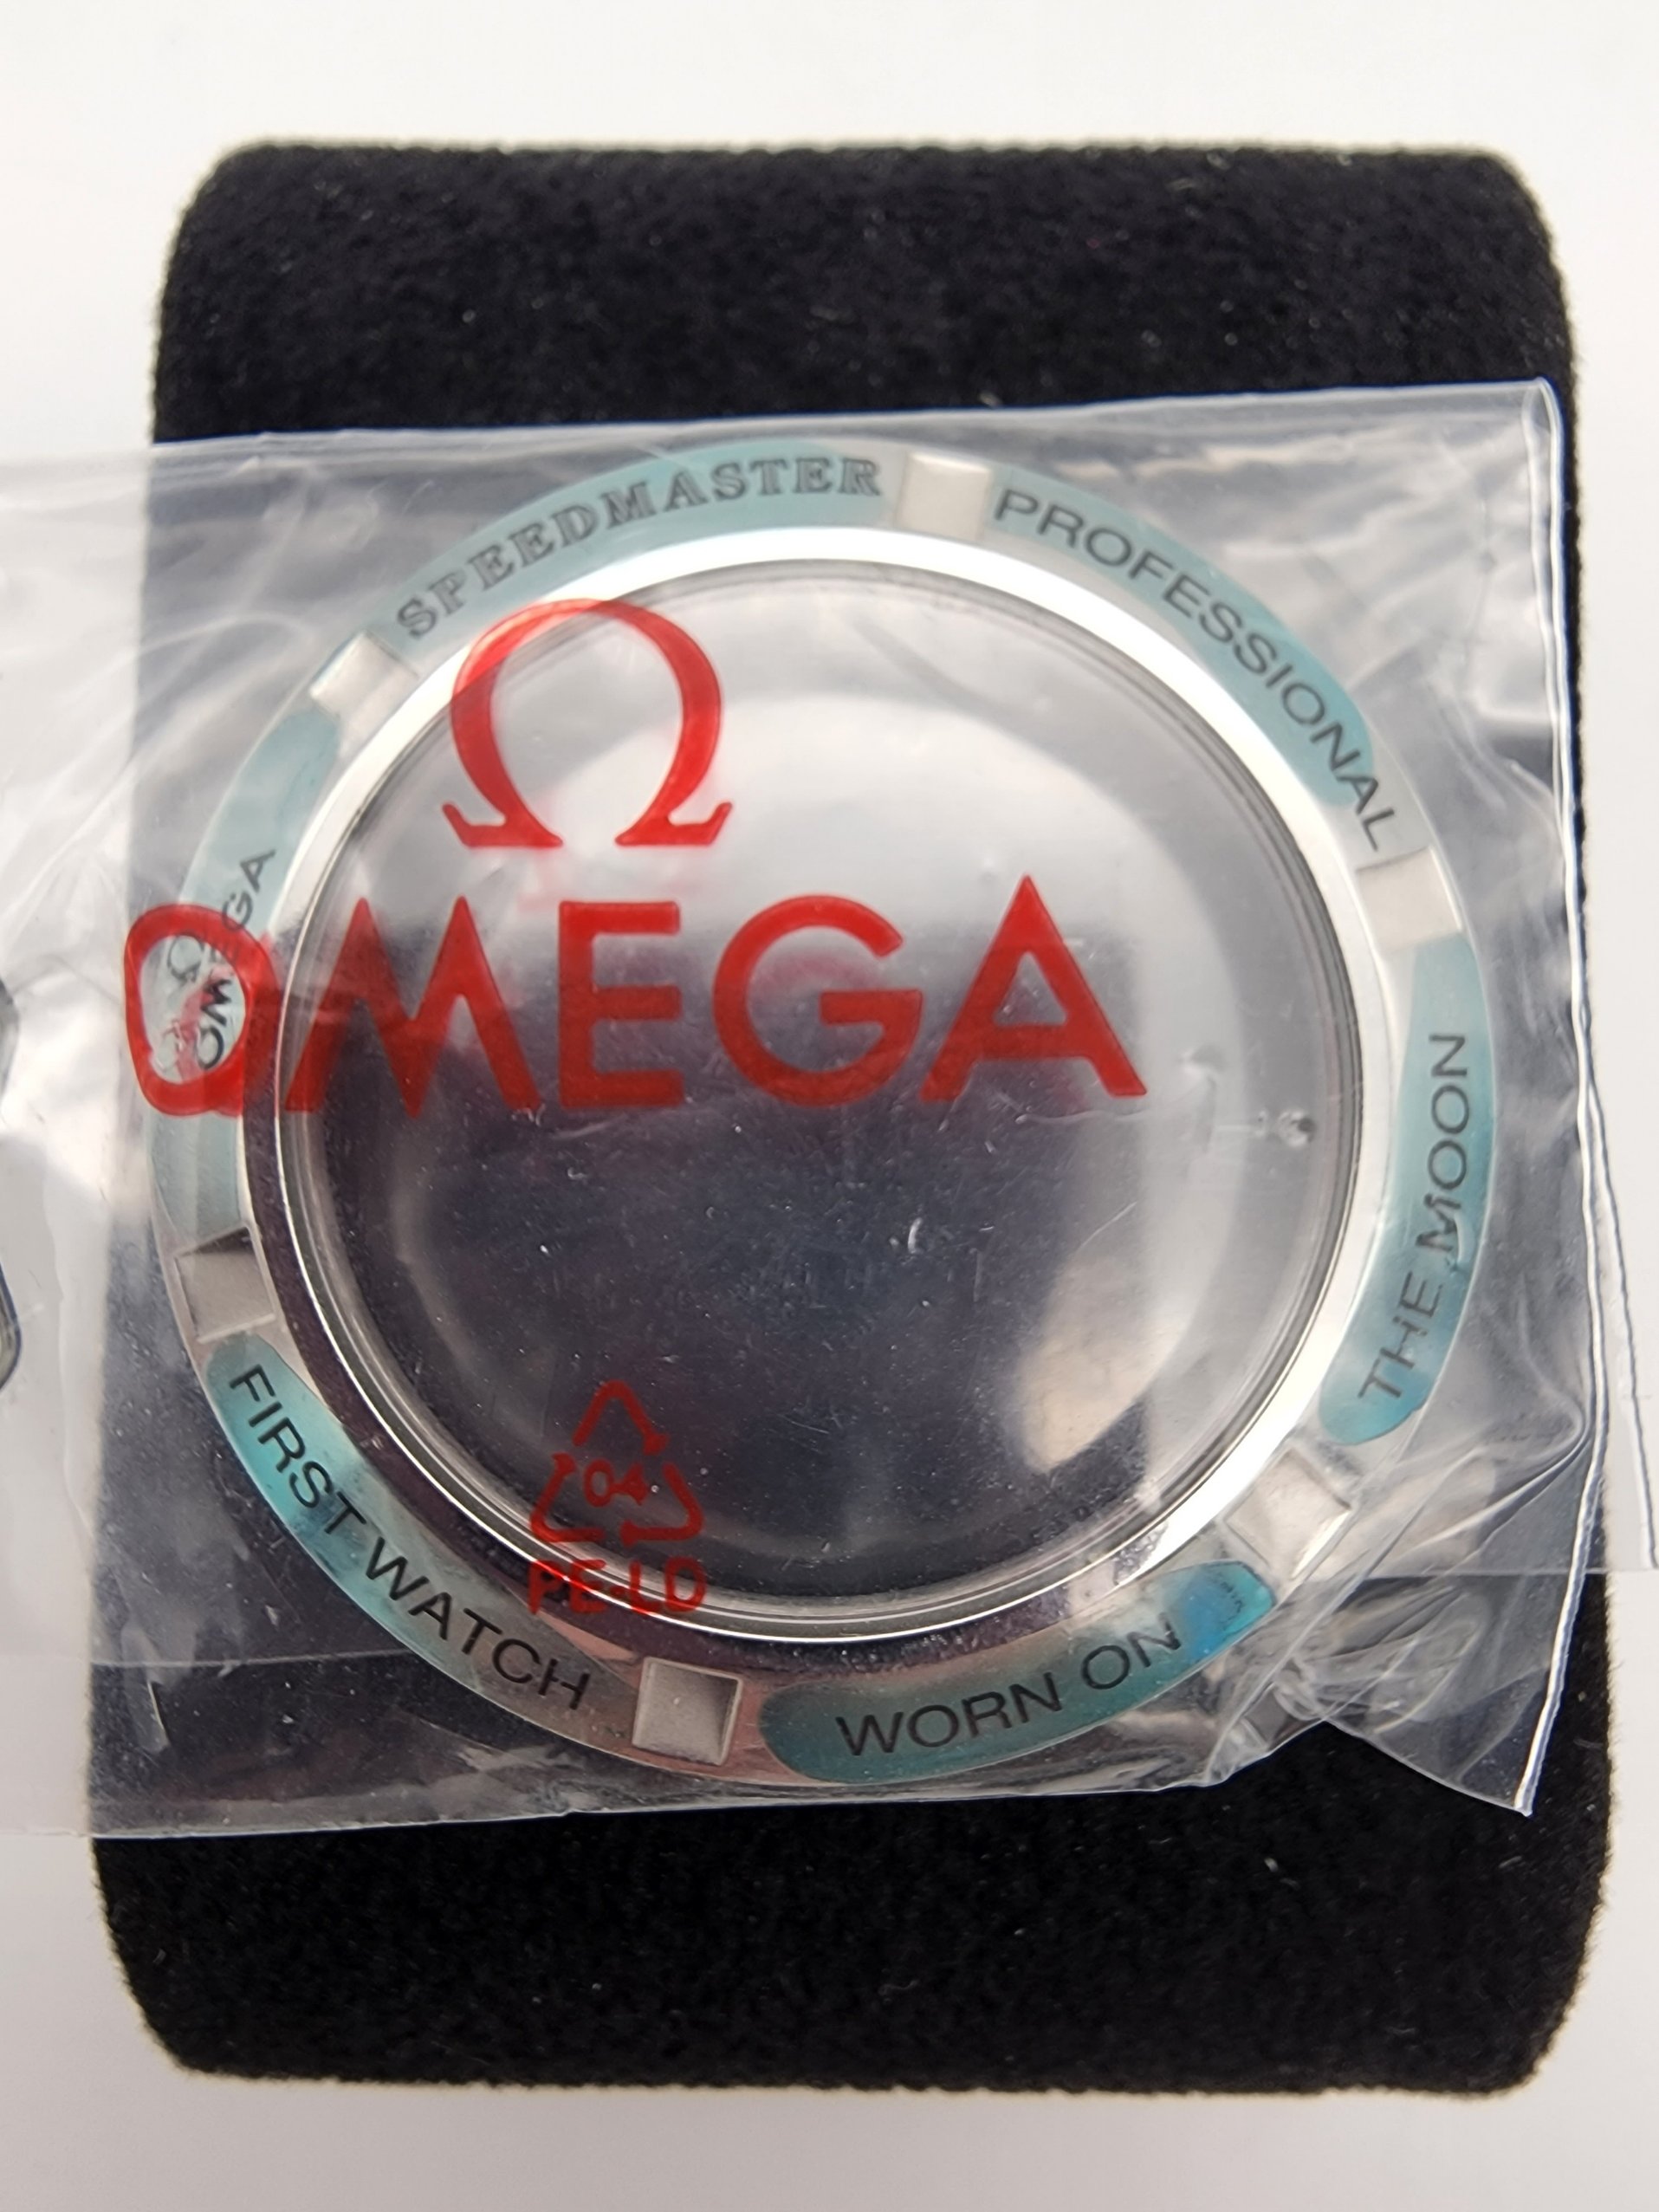 SPEEDMASTER
PROFESSIONAL
Ω
OMEGA
Ω
OMEGA
THE MOON
FIRST WATCH
WORN ON
04
PE-LD